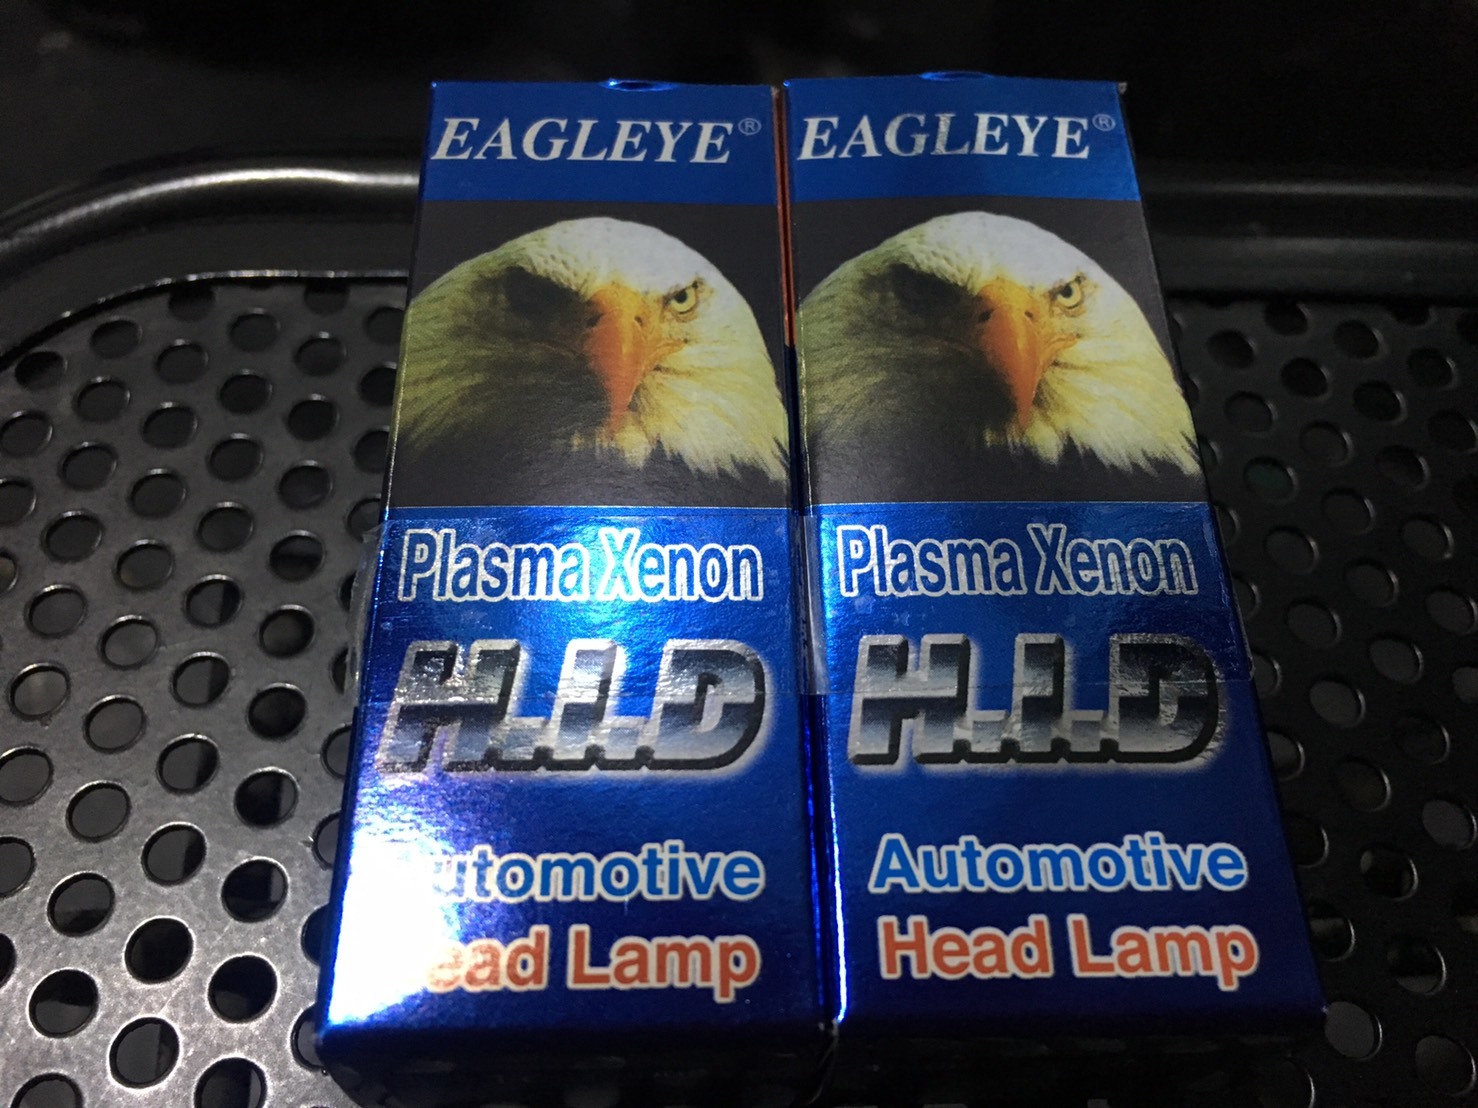 EAGLEYE®
Plasma Xenon
H.I.D
utomotive
ead Lamp
EAGLEYE®
Plasma Xenon
H.I.D
Automotive
Head Lamp